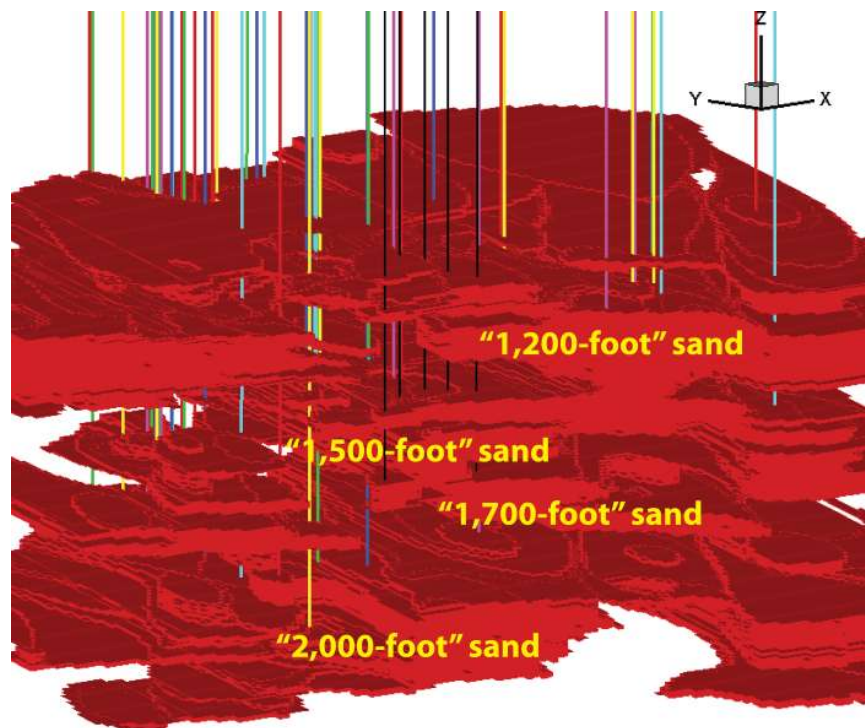 Z
Y
X
“1,200-foot” sand
“1,500-foot” sand
“1,700-foot” sand
“2,000-foot” sand